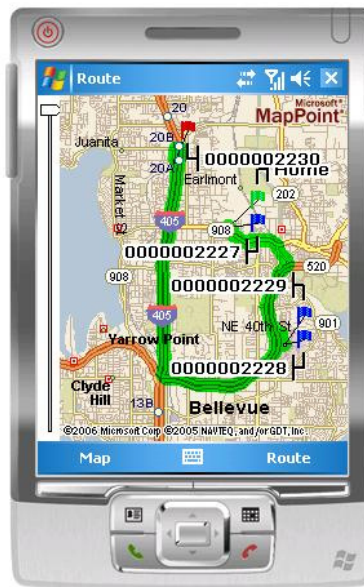 Route
Microsoft®
MapPoint®
20
Juanita
20B
0000002230
20A
Earlmont
Home
202
Market St
405
908
0000002227
520
908
0000002229
405
NE 40th St
901
Yarrow Point
0000002228
Clyde
Hill
13B
Bellevue
©2006 Microsoft Corp ©2005 NAVTEQ, and/or GDT, Inc
Map
Route